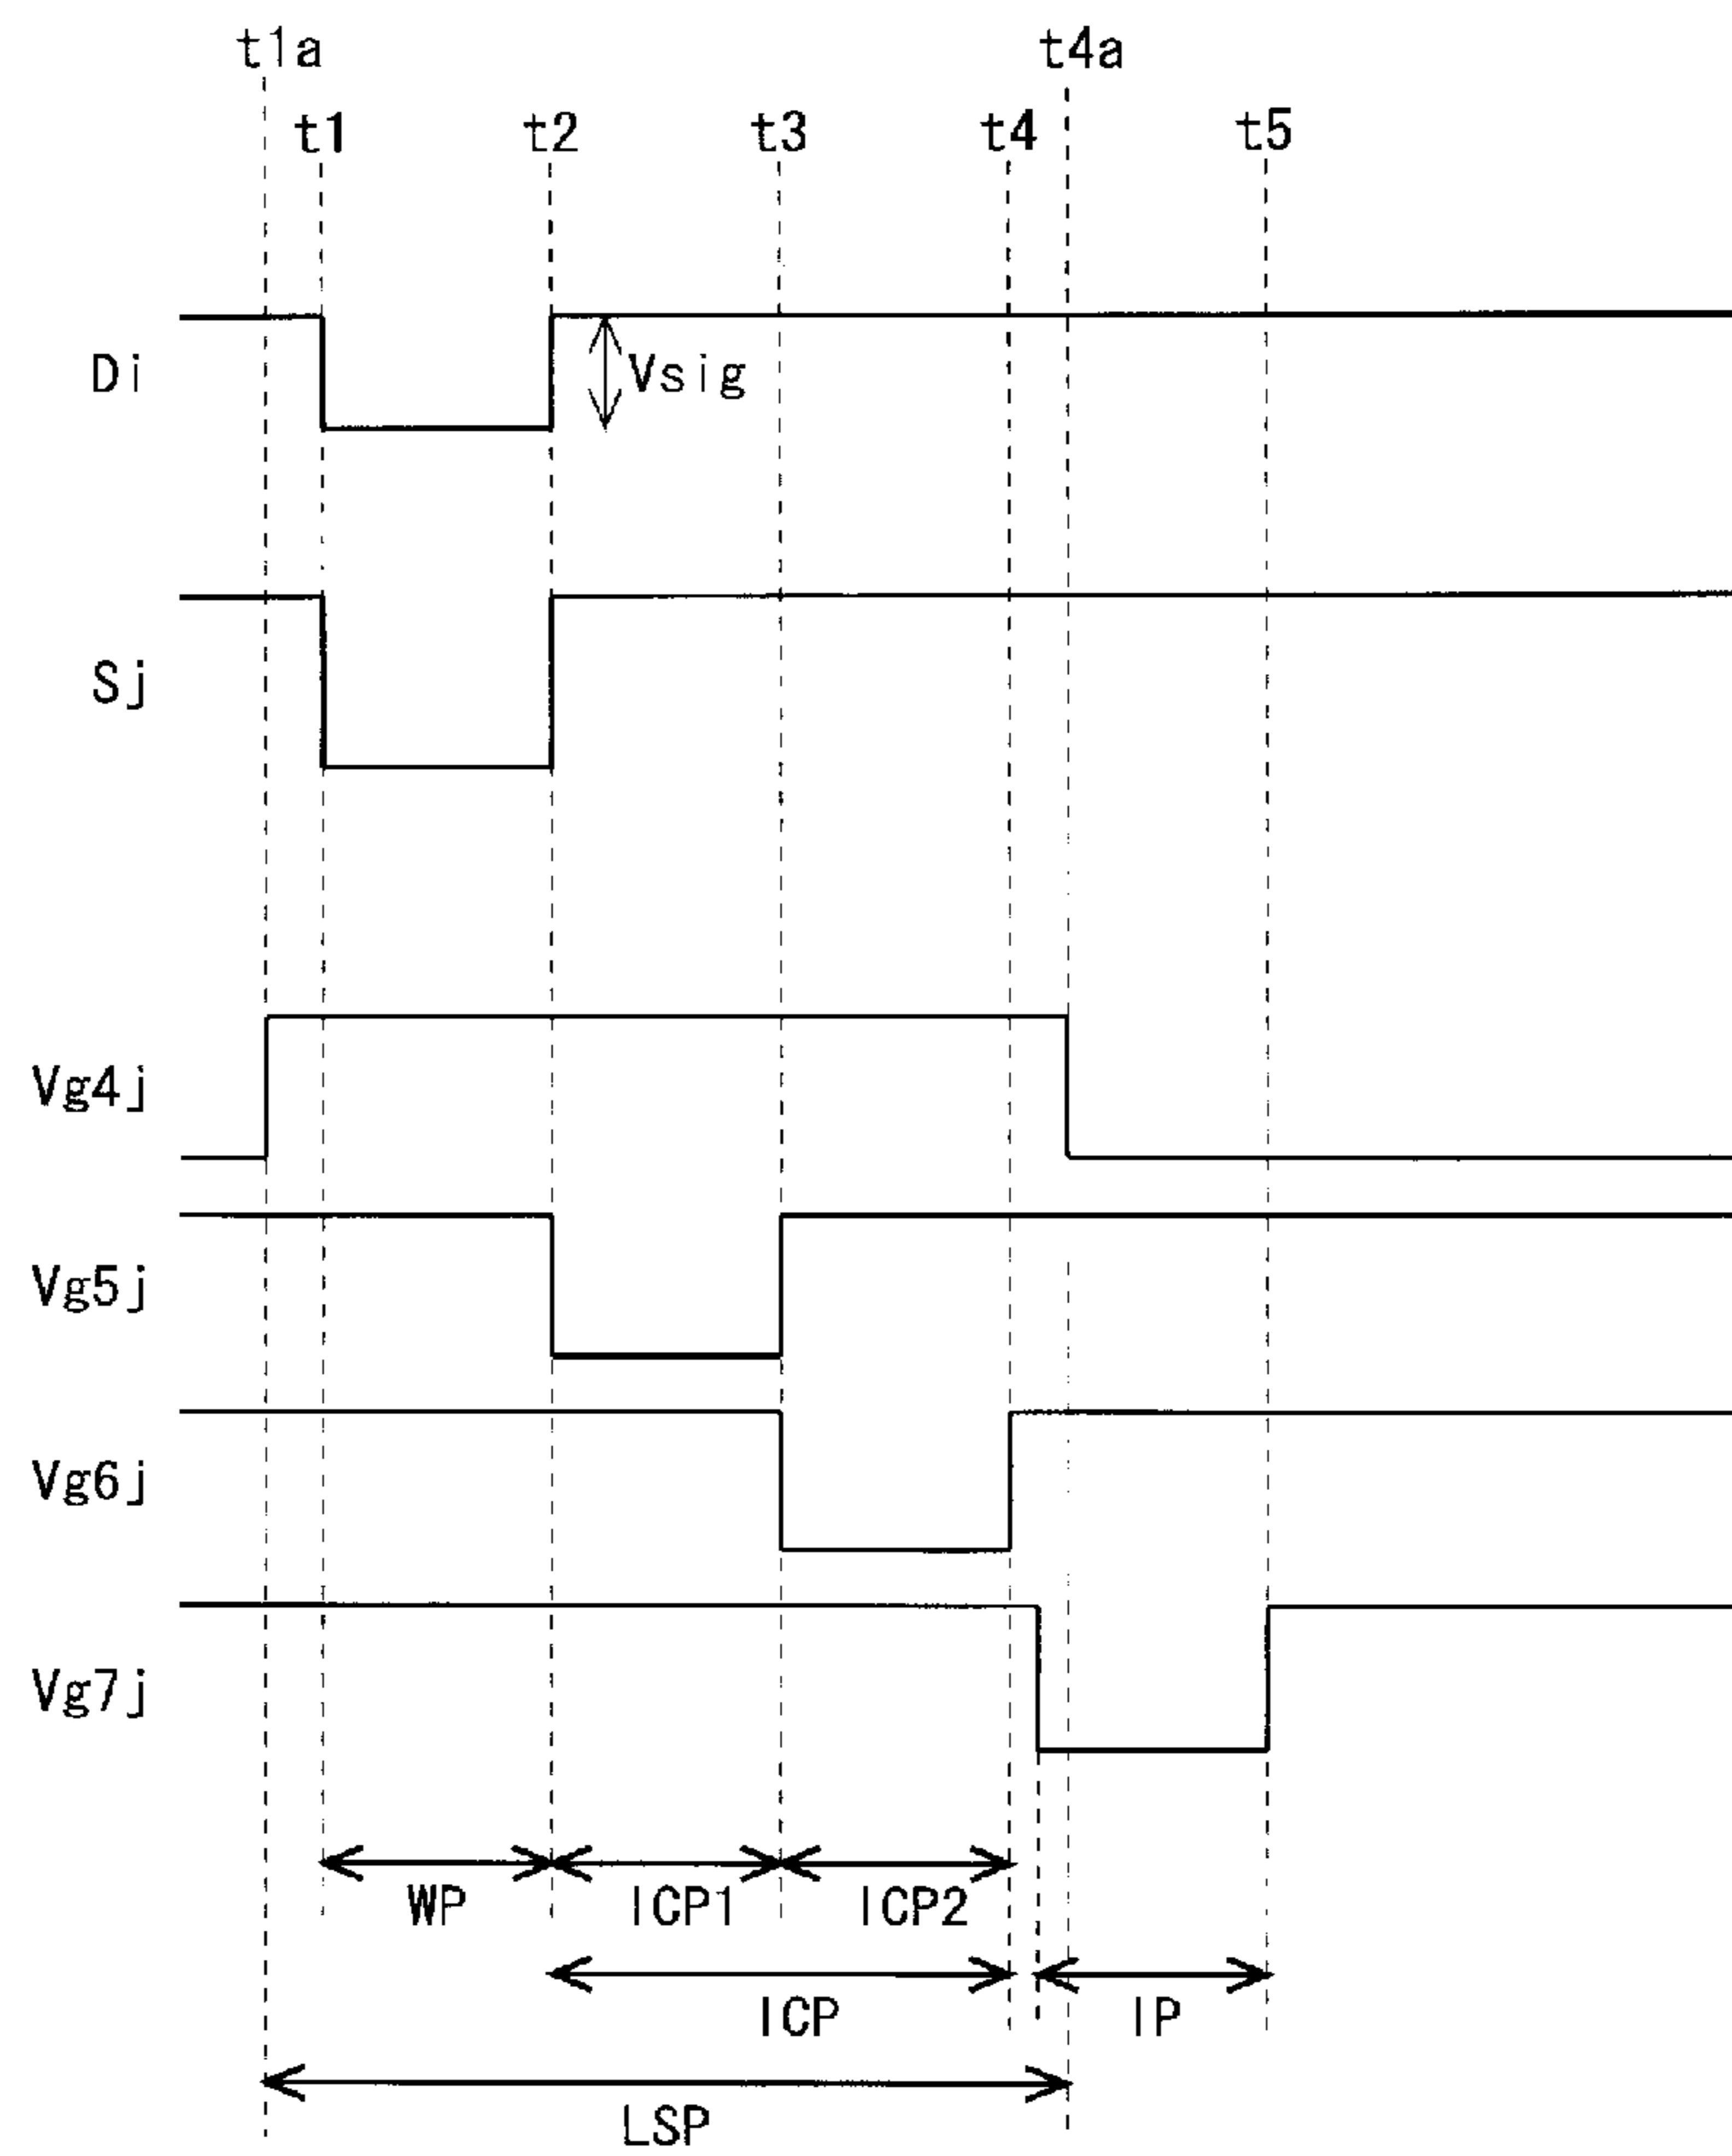 t1a t4a
t1 t2 t3 t4 t5
Di Vsig
Sj
Vg4j
Vg5j
Vg6j
Vg7j
WP ICP1 ICP2
ICP IP
LSP